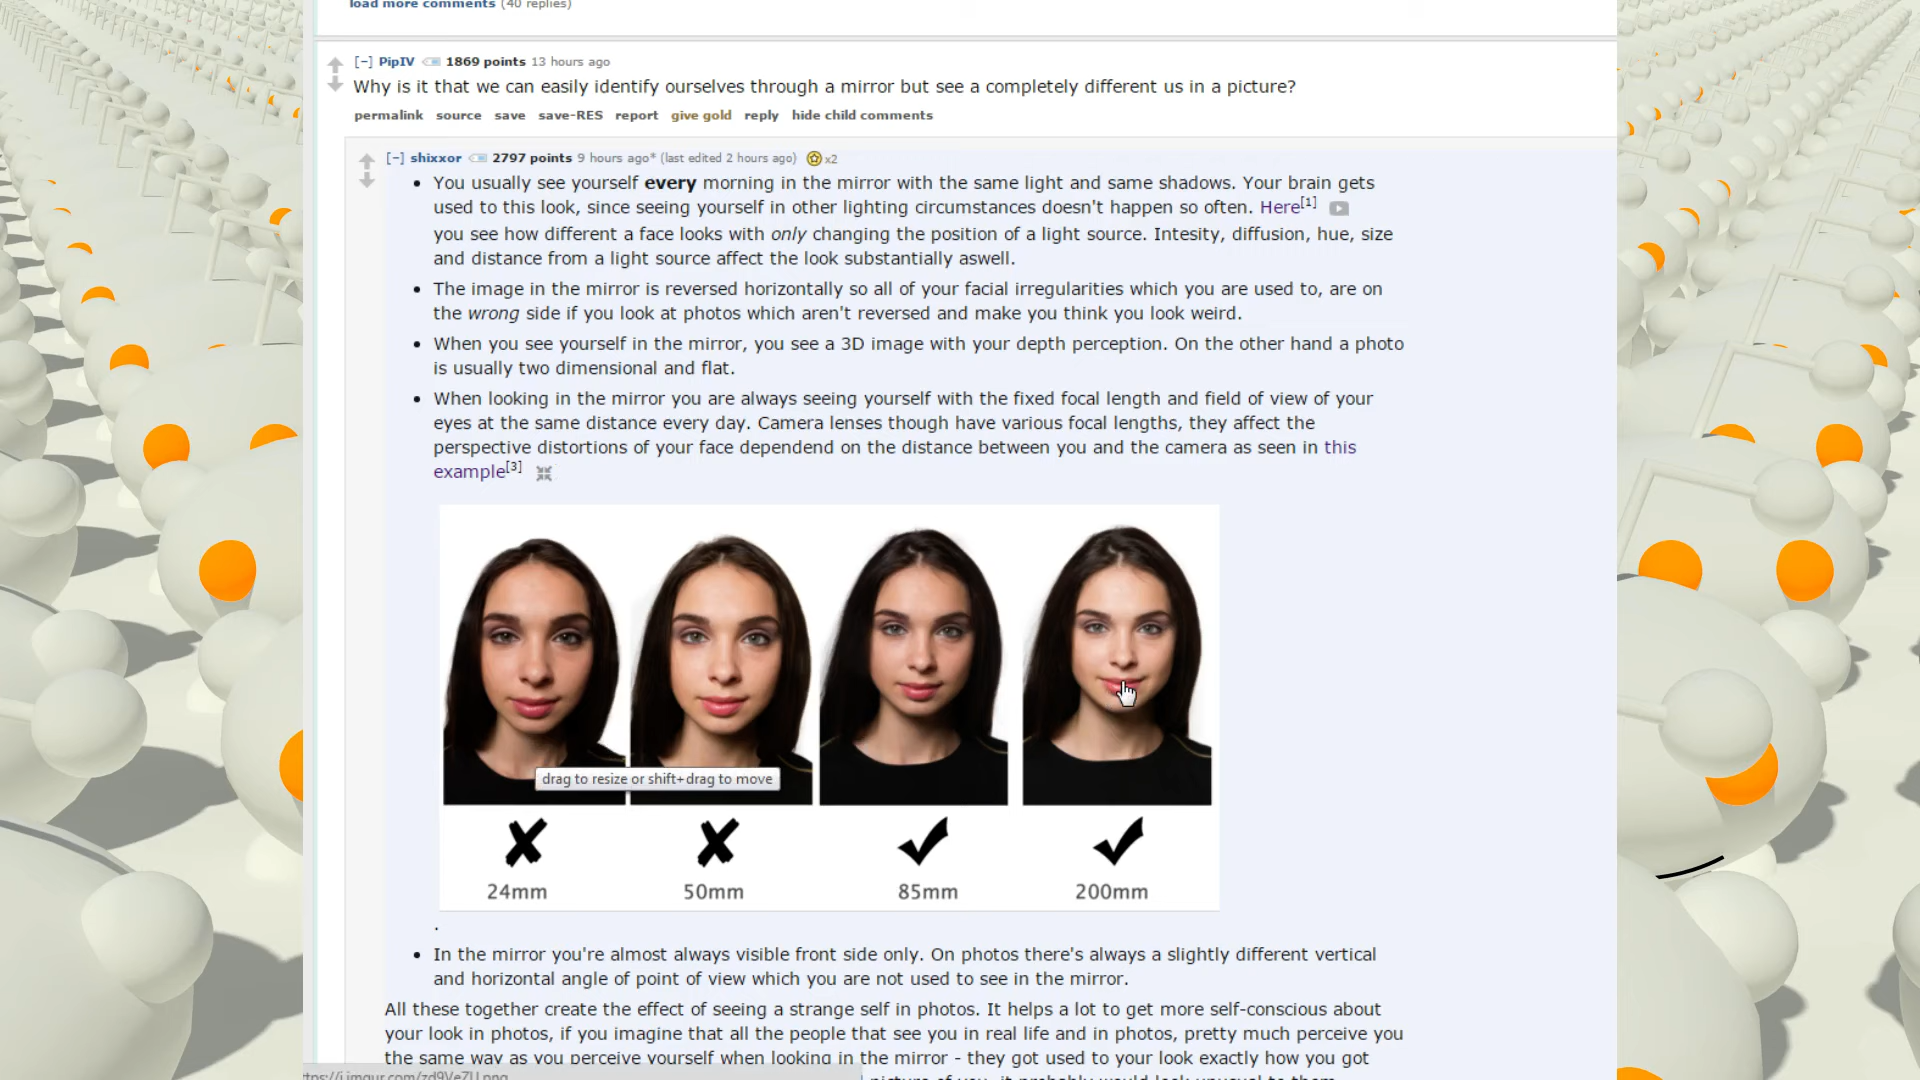 load more comments (40 replies)
[−] PipIV 1869 points 13 hours ago
Why is it that we can easily identify ourselves through a mirror but see a completely different us in a picture?
permalink source save save-RES report give gold reply hide child comments
[−] shixxor 2797 points 9 hours ago* (last edited 2 hours ago) x2
• You usually see yourself every morning in the mirror with the same light and same shadows. Your brain gets
used to this look, since seeing yourself in other lighting circumstances doesn't happen so often. Here[1]
you see how different a face looks with only changing the position of a light source. Intesity, diffusion, hue, size
and distance from a light source affect the look substantially aswell.
• The image in the mirror is reversed horizontally so all of your facial irregularities which you are used to, are on
the wrong side if you look at photos which aren't reversed and make you think you look weird.
• When you see yourself in the mirror, you see a 3D image with your depth perception. On the other hand a photo
is usually two dimensional and flat.
• When looking in the mirror you are always seeing yourself with the fixed focal length and field of view of your
eyes at the same distance every day. Camera lenses though have various focal lengths, they affect the
perspective distortions of your face dependend on the distance between you and the camera as seen in this
example[3]
drag to resize or shift+drag to move
24mm 50mm 85mm 200mm
.
• In the mirror you're almost always visible front side only. On photos there's always a slightly different vertical
and horizontal angle of point of view which you are not used to see in the mirror.
All these together create the effect of seeing a strange self in photos. It helps a lot to get more self-conscious about
your look in photos, if you imagine that all the people that see you in real life and in photos, pretty much perceive you
the same way as you perceive yourself when looking in the mirror - they got used to your look exactly how you got